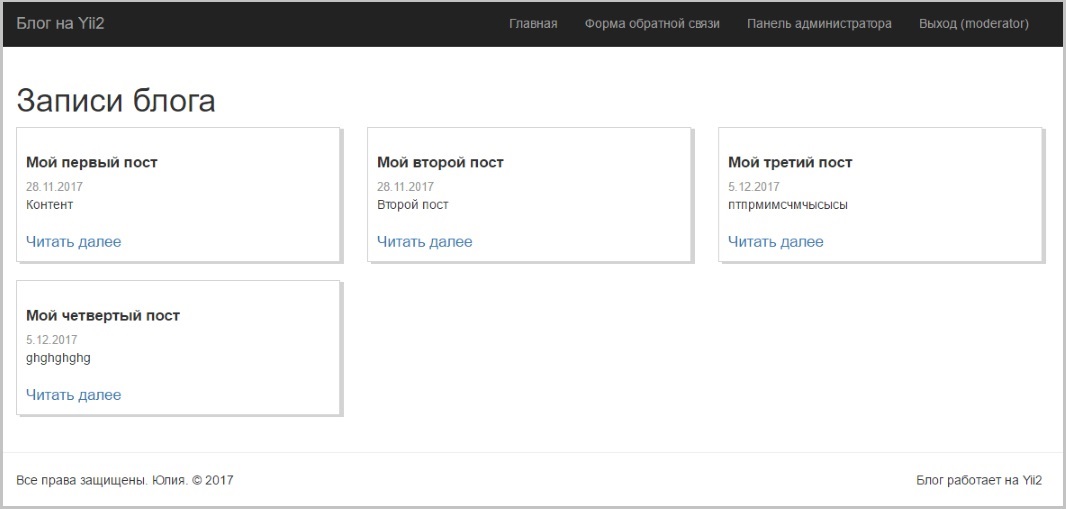 Блог на Yii2
Главная Форма обратной связи Панель администратора Выход (moderator)
Записи блога
Мой первый пост
28.11.2017
Контент
Читать далее
Мой второй пост
28.11.2017
Второй пост
Читать далее
Мой третий пост
5.12.2017
птпрмимсчмчысысы
Читать далее
Мой четвертый пост
5.12.2017
ghghghghg
Читать далее
Все права защищены. Юлия. © 2017
Блог работает на Yii2